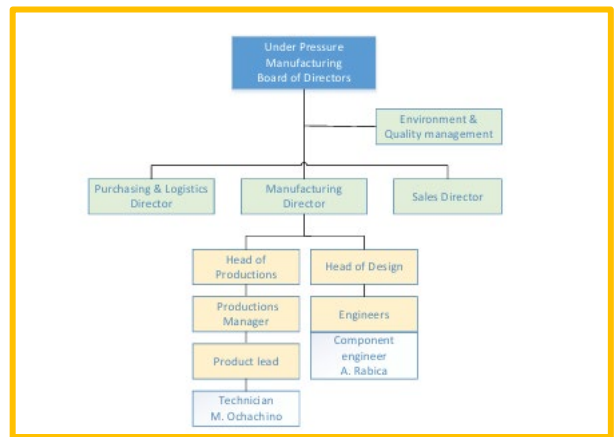 Under Pressure
Manufacturing
Board of Directors
Environment &
Quality management
Purchasing & Logistics
Director
Manufacturing
Director
Sales Director
Head of
Productions
Head of Design
Productions
Manager
Engineers
Component
engineer
A. Rabica
Product lead
Technician
M. Ochachino